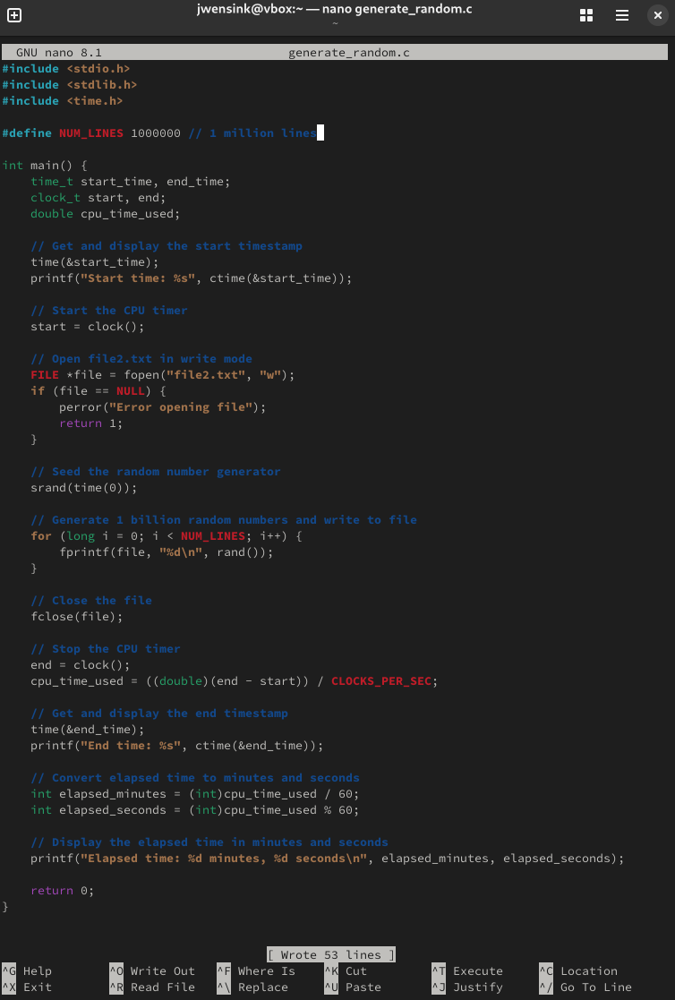 jwensink@vbox:~ — nano generate_random.c
~
GNU nano 8.1 generate_random.c
#include <stdio.h>
#include <stdlib.h>
#include <time.h>
#define NUM_LINES 1000000 // 1 million lines
int main() {
    time_t start_time, end_time;
    clock_t start, end;
    double cpu_time_used;
    // Get and display the start timestamp
    time(&start_time);
    printf("Start time: %s", ctime(&start_time));
    // Start the CPU timer
    start = clock();
    // Open file2.txt in write mode
    FILE *file = fopen("file2.txt", "w");
    if (file == NULL) {
        perror("Error opening file");
        return 1;
    }
    // Seed the random number generator
    srand(time(0));
    // Generate 1 billion random numbers and write to file
    for (long i = 0; i < NUM_LINES; i++) {
        fprintf(file, "%d\n", rand());
    }
    // Close the file
    fclose(file);
    // Stop the CPU timer
    end = clock();
    cpu_time_used = ((double)(end - start)) / CLOCKS_PER_SEC;
    // Get and display the end timestamp
    time(&end_time);
    printf("End time: %s", ctime(&end_time));
    // Convert elapsed time to minutes and seconds
    int elapsed_minutes = (int)cpu_time_used / 60;
    int elapsed_seconds = (int)cpu_time_used % 60;
    // Display the elapsed time in minutes and seconds
    printf("Elapsed time: %d minutes, %d seconds\n", elapsed_minutes, elapsed_seconds);
    return 0;
}
[ Wrote 53 lines ]
^G Help ^O Write Out ^F Where Is ^K Cut ^T Execute ^C Location
^X Exit ^R Read File ^\ Replace ^U Paste ^J Justify ^/ Go To Line